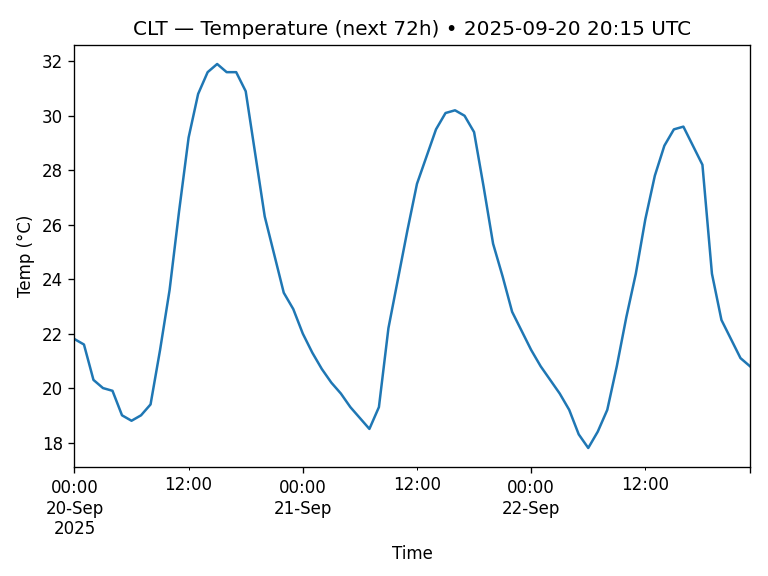 CLT — Temperature (next 72h) • 2025-09-20 20:15 UTC
Temp (°C)
32
30
28
26
24
22
20
18
00:00 12:00 00:00 12:00 00:00 12:00
20-Sep 21-Sep 22-Sep
2025
Time